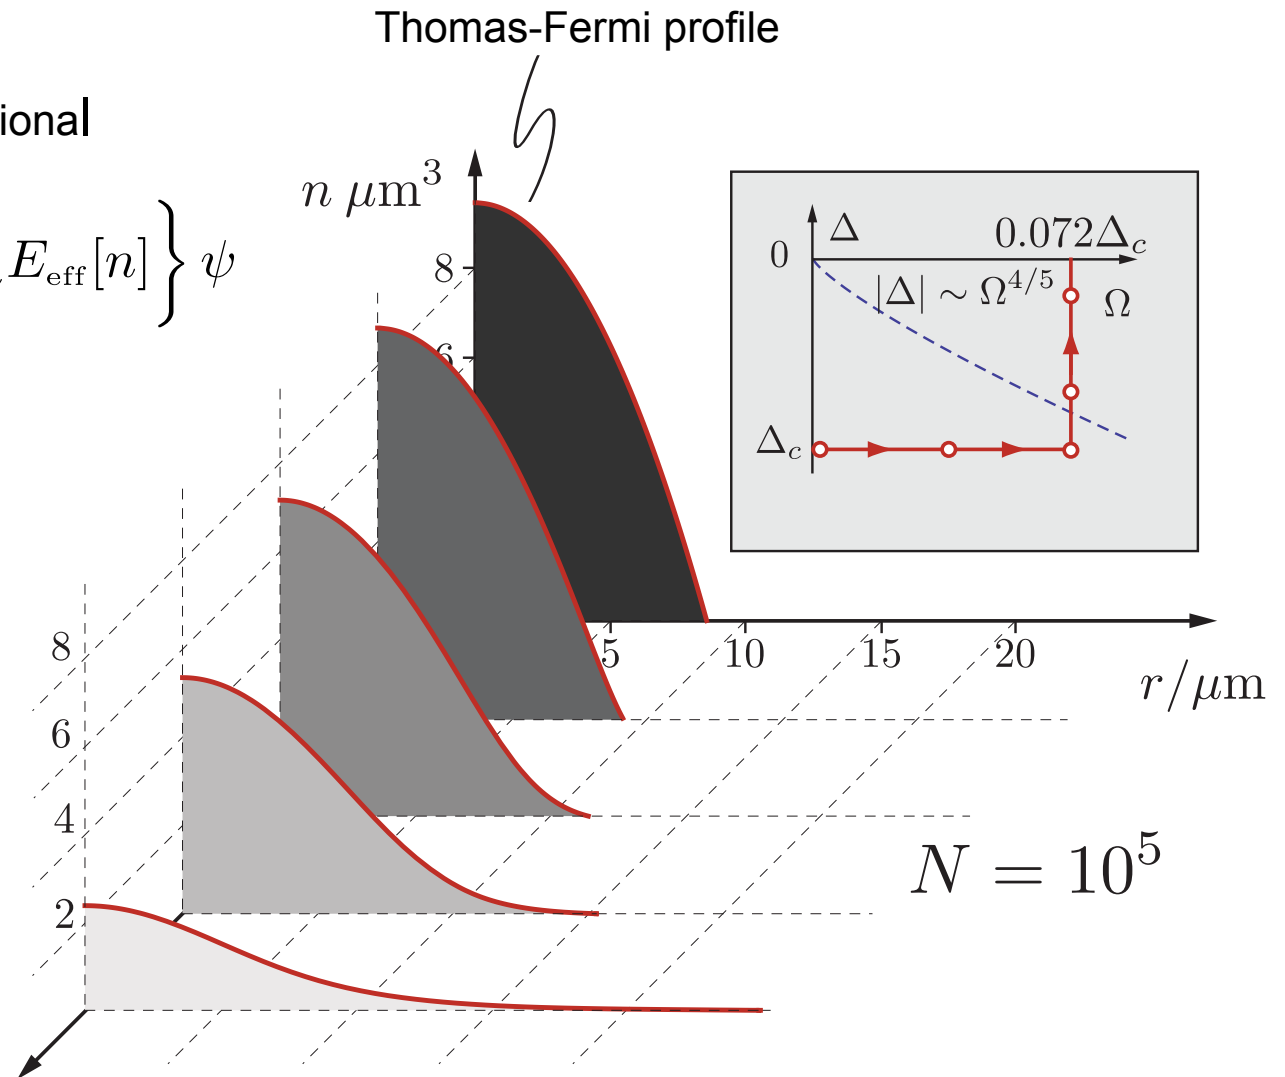 Thomas-Fermi profile
ional
E_eff[n]} ψ
n μm³
8
6
5
10
15
20
r/μm
8
6
4
2
N = 10⁵
Δ
0
0.072Δ_c
|Δ| ∼ Ω^{4/5}
Ω
Δ_c